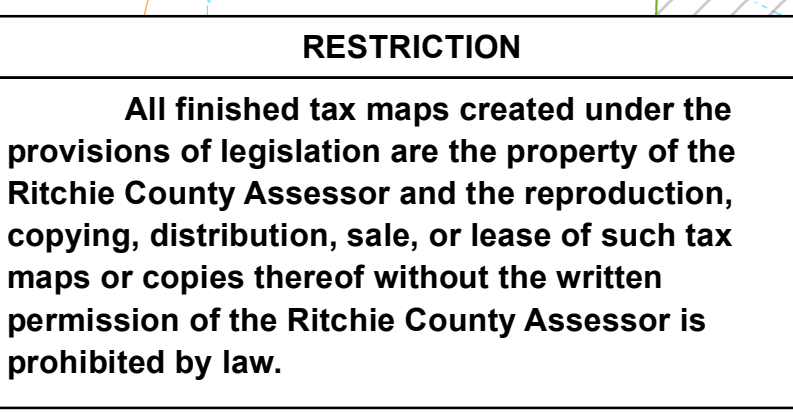 RESTRICTION
All finished tax maps created under the
provisions of legislation are the property of the
Ritchie County Assessor and the reproduction,
copying, distribution, sale, or lease of such tax
maps or copies thereof without the written
permission of the Ritchie County Assessor is
prohibited by law.